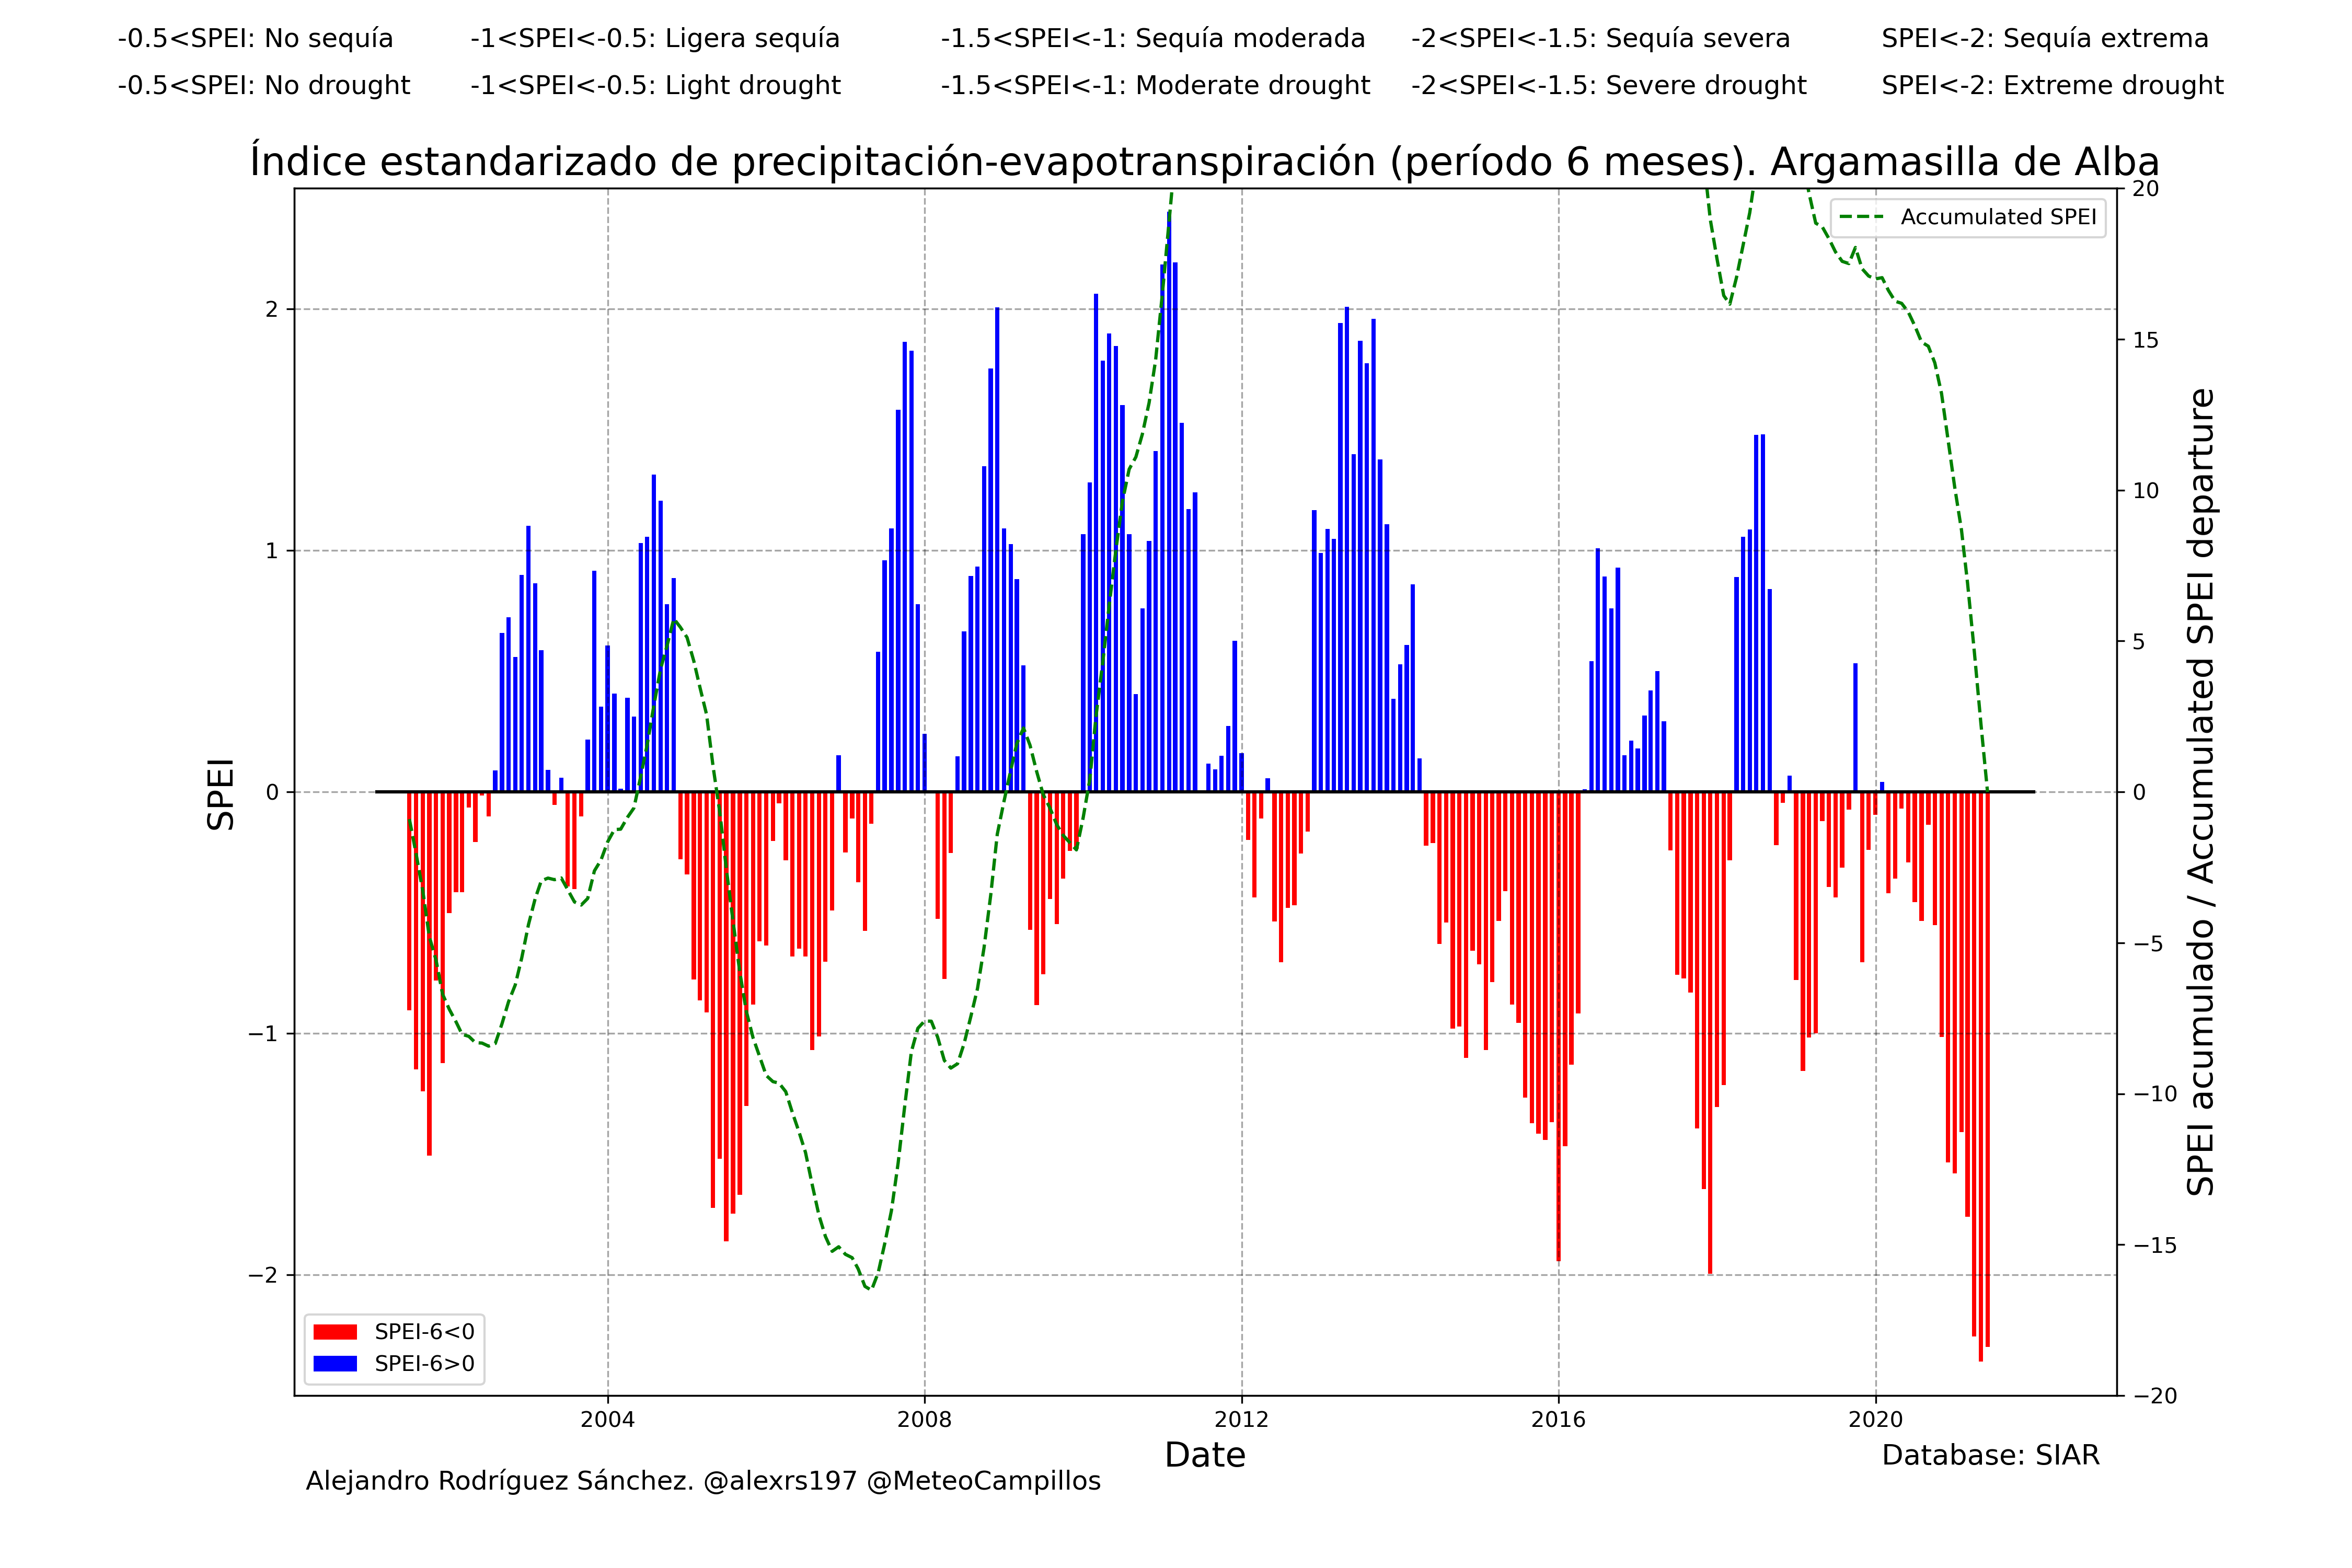 -0.5<SPEI: No sequía -1<SPEI<-0.5: Ligera sequía -1.5<SPEI<-1: Sequía moderada -2<SPEI<-1.5: Sequía severa SPEI<-2: Sequía extrema
-0.5<SPEI: No drought -1<SPEI<-0.5: Light drought -1.5<SPEI<-1: Moderate drought -2<SPEI<-1.5: Severe drought SPEI<-2: Extreme drought
Índice estandarizado de precipitación-evapotranspiración (período 6 meses). Argamasilla de Alba
Accumulated SPEI
SPEI
2
1
0
−1
−2
20
15
10
5
0
−5
−10
−15
−20
SPEI acumulado / Accumulated SPEI departure
SPEI-6<0
SPEI-6>0
2004 2008 2012 2016 2020
Date
Database: SIAR
Alejandro Rodríguez Sánchez. @alexrs197 @MeteoCampillos